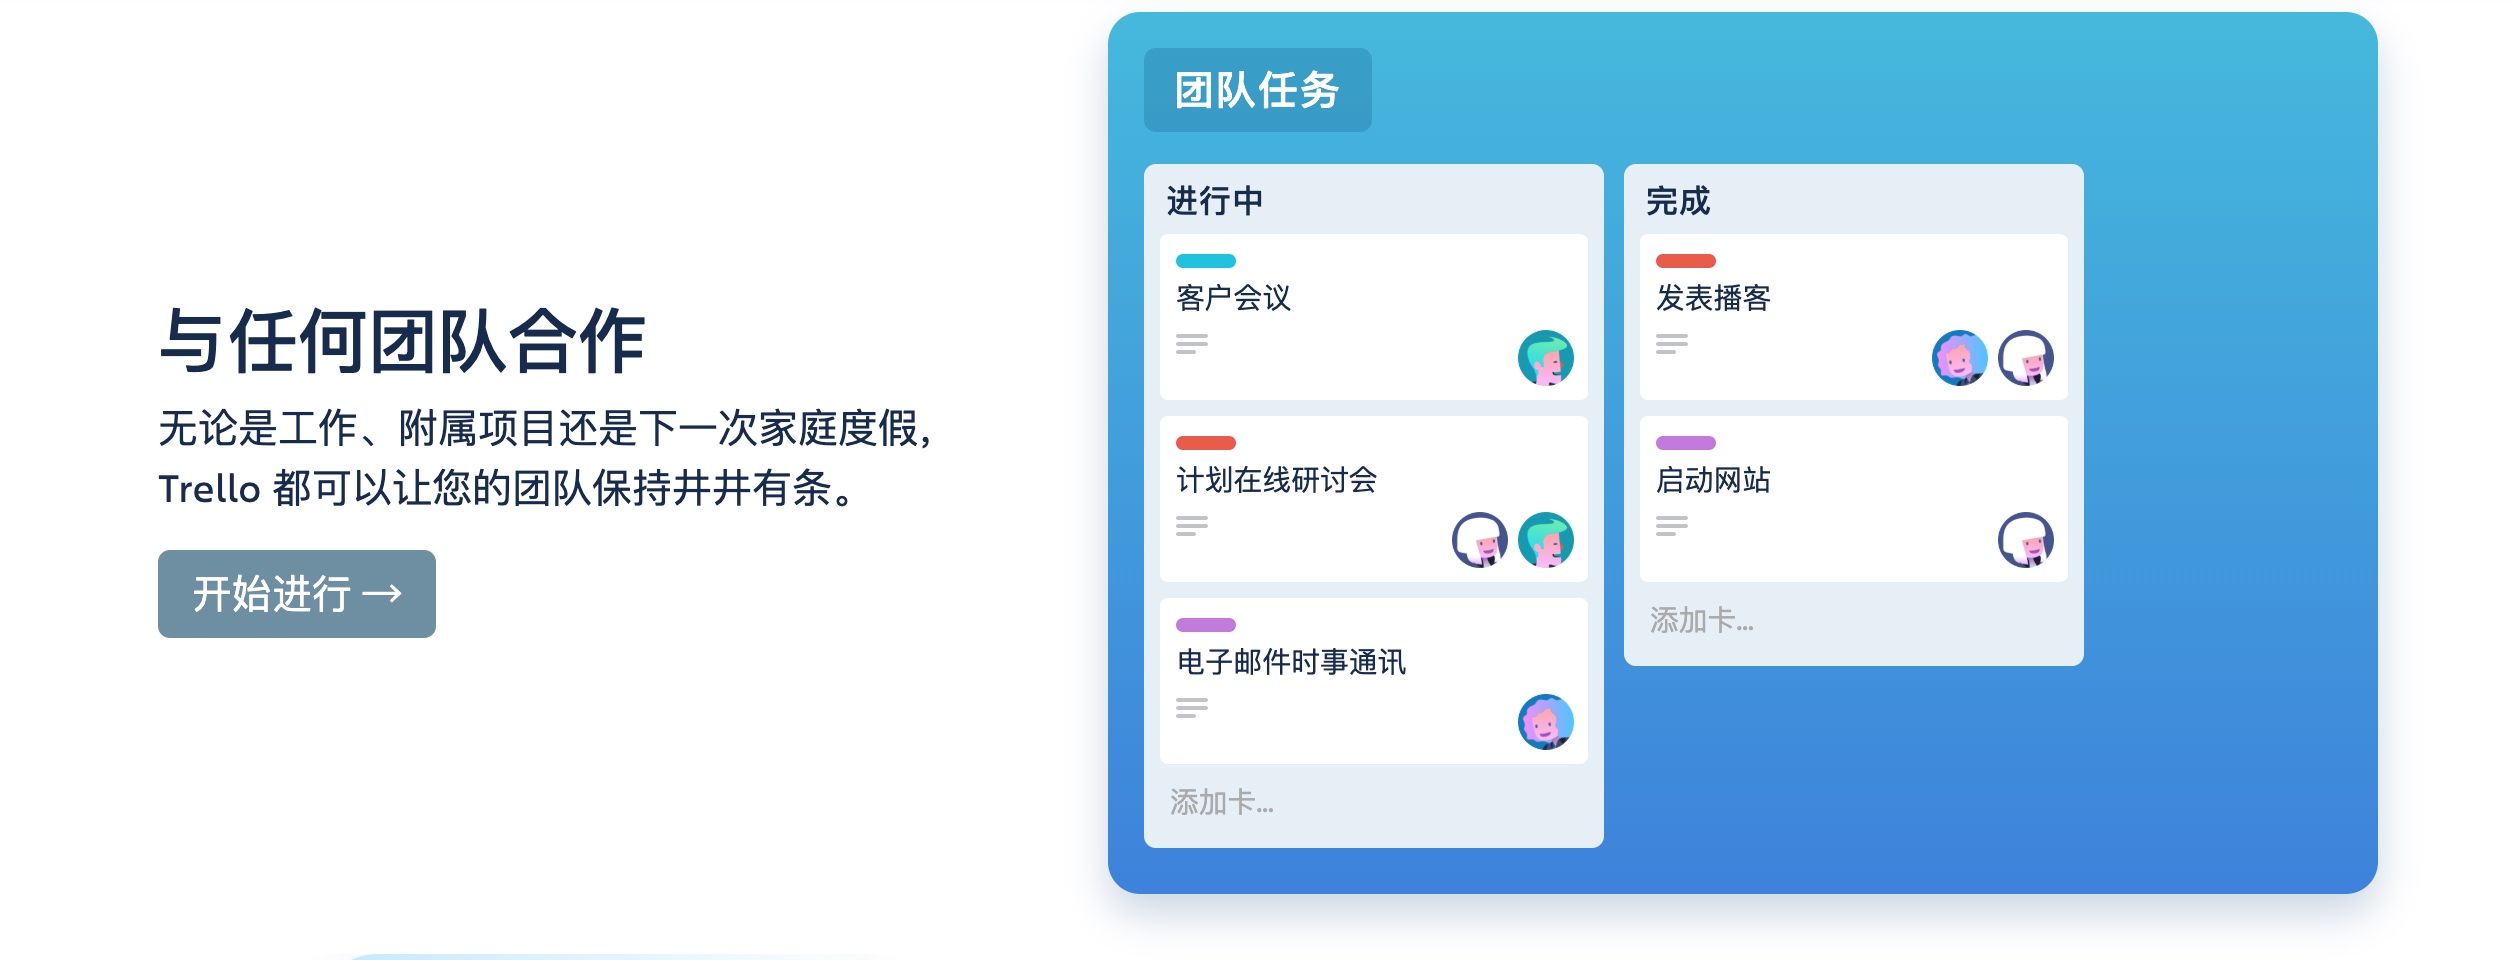 与任何团队合作
无论是工作、附属项目还是下一次家庭度假,
Trello 都可以让您的团队保持井井有条。
开始进行 →
团队任务
进行中
客户会议
计划在线研讨会
电子邮件时事通讯
添加卡...
完成
发表播客
启动网站
添加卡...